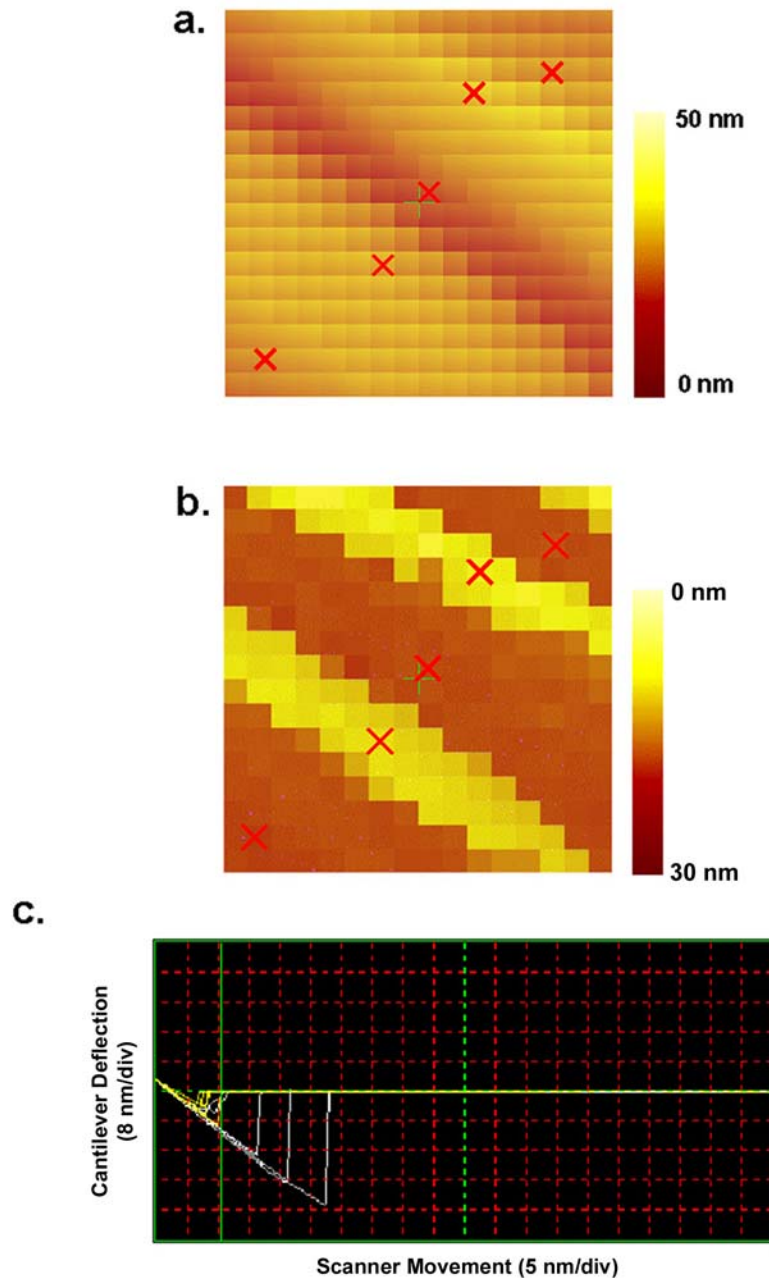 a.
50 nm
0 nm
b.
0 nm
30 nm
c.
Cantilever Deflection
(8 nm/div)
Scanner Movement (5 nm/div)